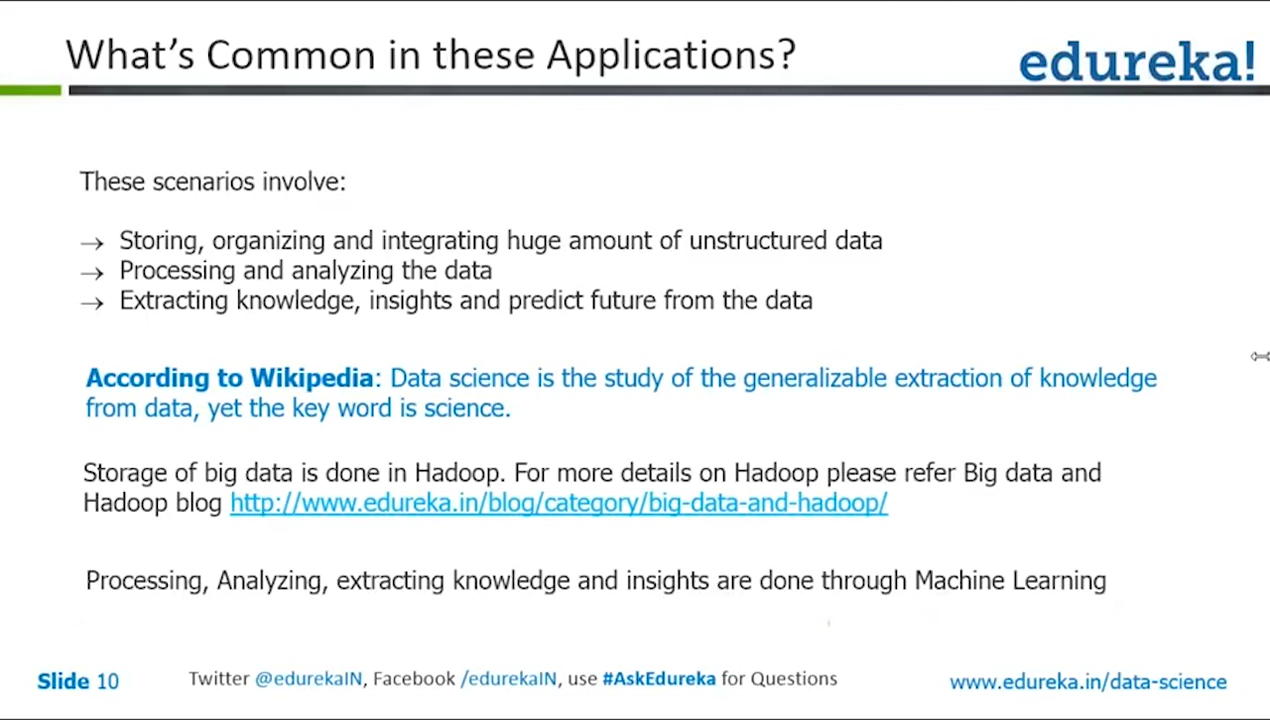 What's Common in these Applications?
edureka!
These scenarios involve:
→ Storing, organizing and integrating huge amount of unstructured data
→ Processing and analyzing the data
→ Extracting knowledge, insights and predict future from the data
According to Wikipedia: Data science is the study of the generalizable extraction of knowledge
from data, yet the key word is science.
Storage of big data is done in Hadoop. For more details on Hadoop please refer Big data and
Hadoop blog http://www.edureka.in/blog/category/big-data-and-hadoop/
Processing, Analyzing, extracting knowledge and insights are done through Machine Learning
Slide 10
Twitter @edurekaIN, Facebook /edurekaIN, use #AskEdureka for Questions
www.edureka.in/data-science